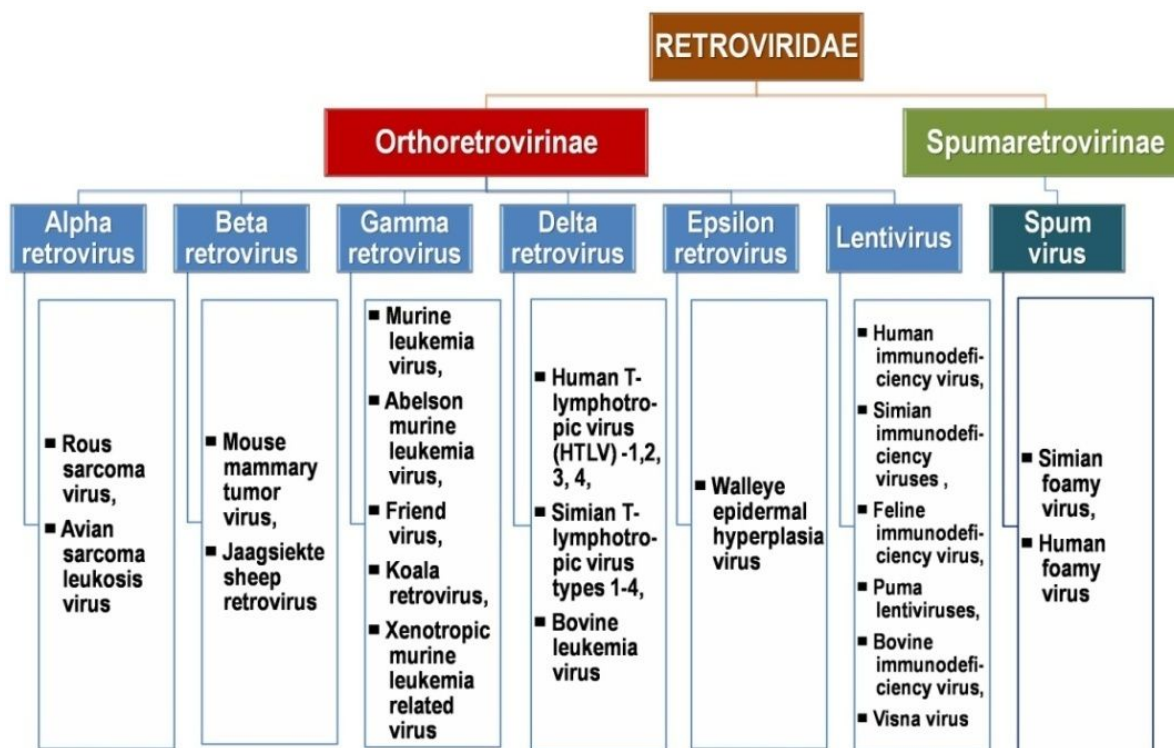 RETROVIRIDAE
Orthoretrovirinae
Spumaretrovirinae
Alpha
retrovirus
Beta
retrovirus
Gamma
retrovirus
Delta
retrovirus
Epsilon
retrovirus
Lentivirus
Spum
virus
▪ Rous
sarcoma
virus,
▪ Avian
sarcoma
leukosis
virus
▪ Mouse
mammary
tumor
virus,
▪ Jaagsiekte
sheep
retrovirus
▪ Murine
leukemia
virus,
▪ Abelson
murine
leukemia
virus,
▪ Friend
virus,
▪ Koala
retrovirus,
▪ Xenotropic
murine
leukemia
related
virus
▪ Human T-
lymphotro-
pic virus
(HTLV) -1,2,
3, 4,
▪ Simian T-
lymphotro-
pic virus
types 1-4,
▪ Bovine
leukemia
virus
▪ Walleye
epidermal
hyperplasia
virus
▪ Human
immunodefi-
ciency virus,
▪ Simian
immunodefi-
ciency
viruses ,
▪ Feline
immunodefi-
ciency virus,
▪ Puma
lentiviruses,
▪ Bovine
immunodefi-
ciency virus,
▪ Visna virus
▪ Simian
foamy
virus,
▪ Human
foamy
virus